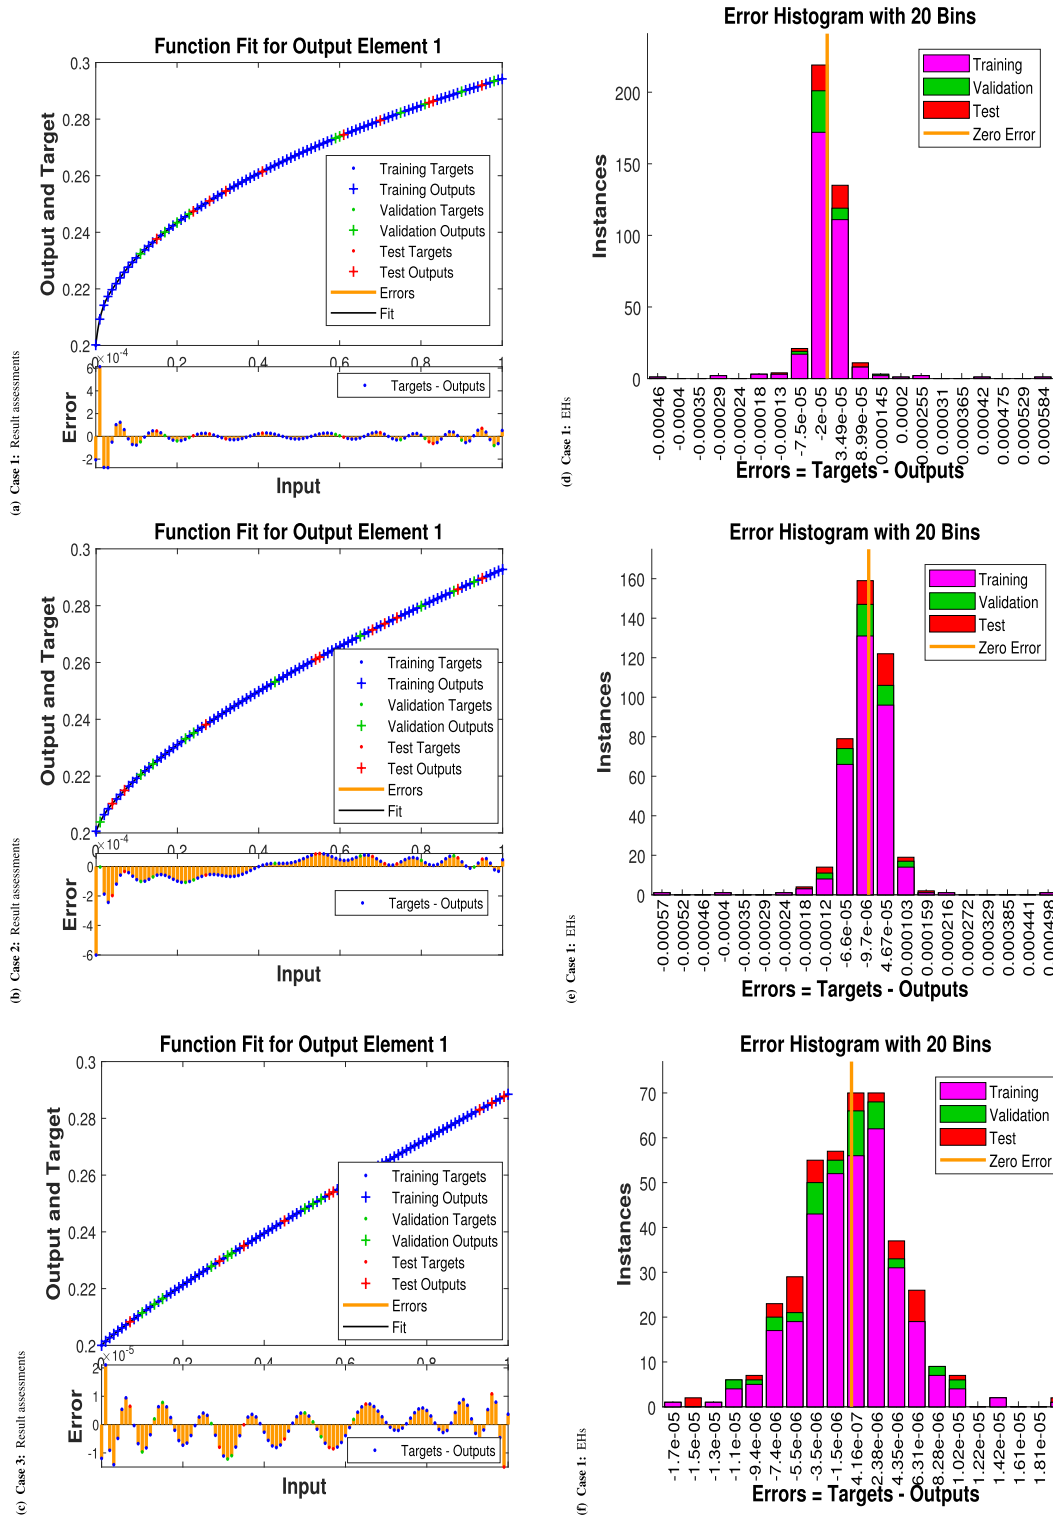 Function Fit for Output Element 1
Output and Target
0.3
0.28
0.26
0.24
0.22
0.2
Training Targets
Training Outputs
Validation Targets
Validation Outputs
Test Targets
Test Outputs
Errors
Fit
0 0.2 0.4 0.6 0.8 1
×10-4
Error
6
4
2
0
-2
Targets - Outputs
Input
(a) Case 1: Result assessments
Error Histogram with 20 Bins
Instances
200
150
100
50
0
Training
Validation
Test
Zero Error
-0.00046
-0.0004
-0.00035
-0.00029
-0.00024
-0.00018
-0.00013
-7.5e-05
-2e-05
3.49e-05
8.99e-05
0.000145
0.0002
0.000255
0.00031
0.000365
0.00042
0.000475
0.000529
0.000584
Errors = Targets - Outputs
(d) Case 1: EHs
Function Fit for Output Element 1
Output and Target
0.3
0.28
0.26
0.24
0.22
0.2
Training Targets
Training Outputs
Validation Targets
Validation Outputs
Test Targets
Test Outputs
Errors
Fit
0 0.2 0.4 0.6 0.8 1
×10-4
Error
0
-2
-4
-6
Targets - Outputs
Input
(b) Case 2: Result assessments
Error Histogram with 20 Bins
Instances
160
140
120
100
80
60
40
20
0
Training
Validation
Test
Zero Error
-0.00057
-0.00052
-0.00046
-0.0004
-0.00035
-0.00029
-0.00024
-0.00018
-0.00012
-6.6e-05
-9.7e-06
4.67e-05
0.000103
0.000159
0.000216
0.000272
0.000329
0.000385
0.000441
0.000498
Errors = Targets - Outputs
(e) Case 1: EHs
Function Fit for Output Element 1
Output and Target
0.3
0.28
0.26
0.24
0.22
0.2
Training Targets
Training Outputs
Validation Targets
Validation Outputs
Test Targets
Test Outputs
Errors
Fit
0 0.2 0.4 0.6 0.8 1
×10-5
Error
2
1
0
-1
Targets - Outputs
Input
(c) Case 3: Result assessments
Error Histogram with 20 Bins
Instances
70
60
50
40
30
20
10
0
Training
Validation
Test
Zero Error
-1.7e-05
-1.5e-05
-1.3e-05
-1.1e-05
-9.4e-06
-7.4e-06
-5.5e-06
-3.5e-06
-1.5e-06
4.16e-07
2.38e-06
4.35e-06
6.31e-06
8.28e-06
1.02e-05
1.22e-05
1.42e-05
1.61e-05
1.81e-05
Errors = Targets - Outputs
(f) Case 1: EHs